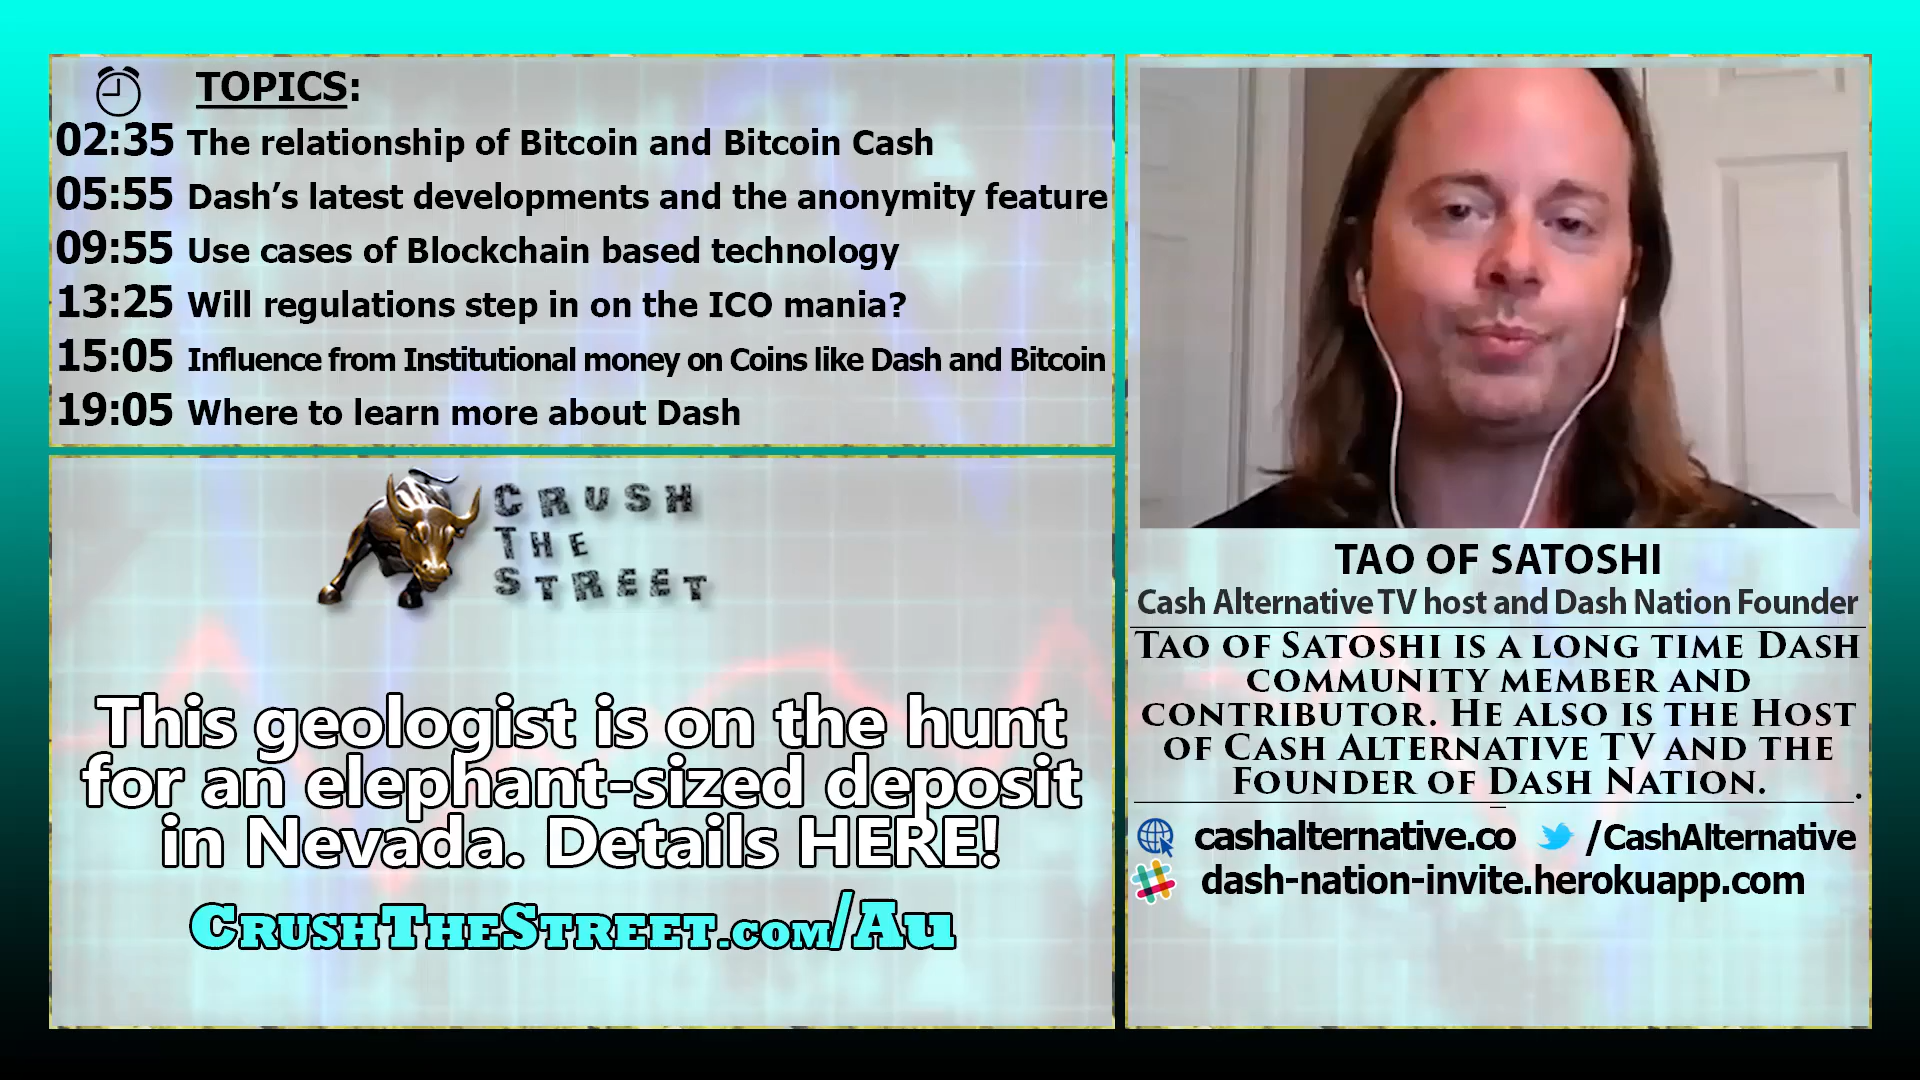 TOPICS:
02:35 The relationship of Bitcoin and Bitcoin Cash
05:55 Dash’s latest developments and the anonymity feature
09:55 Use cases of Blockchain based technology
13:25 Will regulations step in on the ICO mania?
15:05 Influence from Institutional money on Coins like Dash and Bitcoin
19:05 Where to learn more about Dash
CRUSH
THE
STREET
This geologist is on the hunt
for an elephant-sized deposit
in Nevada. Details HERE!
CRUSHTHESTREET.COM/AU
TAO OF SATOSHI
Cash Alternative TV host and Dash Nation Founder
TAO OF SATOSHI IS A LONG TIME DASH
COMMUNITY MEMBER AND
CONTRIBUTOR. HE ALSO IS THE HOST
OF CASH ALTERNATIVE TV AND THE
FOUNDER OF DASH NATION.
cashalternative.co /CashAlternative
dash-nation-invite.herokuapp.com